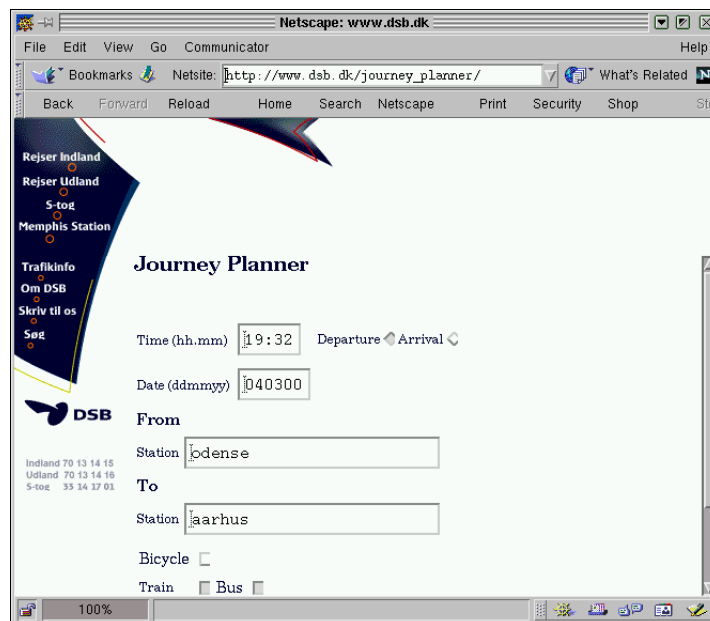 Netscape: www.dsb.dk
File Edit View Go Communicator Help
Bookmarks Netsite: http://www.dsb.dk/journey_planner/ What's Related N
Back Forward Reload Home Search Netscape Print Security Shop St
Rejser Indland
Rejser Udland
S-tog
Memphis Station
Trafikinfo
Om DSB
Skriv til os
Søg
DSB
Indland 70 13 14 15
Udland 70 13 14 16
S-tog 33 14 17 01
Journey Planner
Time (hh.mm) 19:32 Departure Arrival
Date (ddmmyy) 040300
From
Station odense
To
Station aarhus
Bicycle
Train Bus
100%